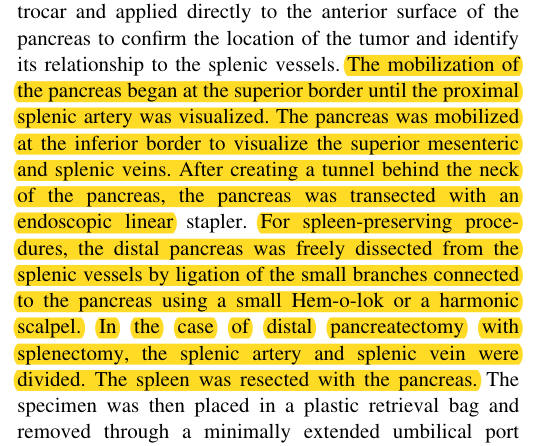 trocar and applied directly to the anterior surface of the
pancreas to confirm the location of the tumor and identify
its relationship to the splenic vessels. The mobilization of
the pancreas began at the superior border until the proximal
splenic artery was visualized. The pancreas was mobilized
at the inferior border to visualize the superior mesenteric
and splenic veins. After creating a tunnel behind the neck
of the pancreas, the pancreas was transected with an
endoscopic linear stapler. For spleen-preserving proce-
dures, the distal pancreas was freely dissected from the
splenic vessels by ligation of the small branches connected
to the pancreas using a small Hem-o-lok or a harmonic
scalpel. In the case of distal pancreatectomy with
splenectomy, the splenic artery and splenic vein were
divided. The spleen was resected with the pancreas. The
specimen was then placed in a plastic retrieval bag and
removed through a minimally extended umbilical port